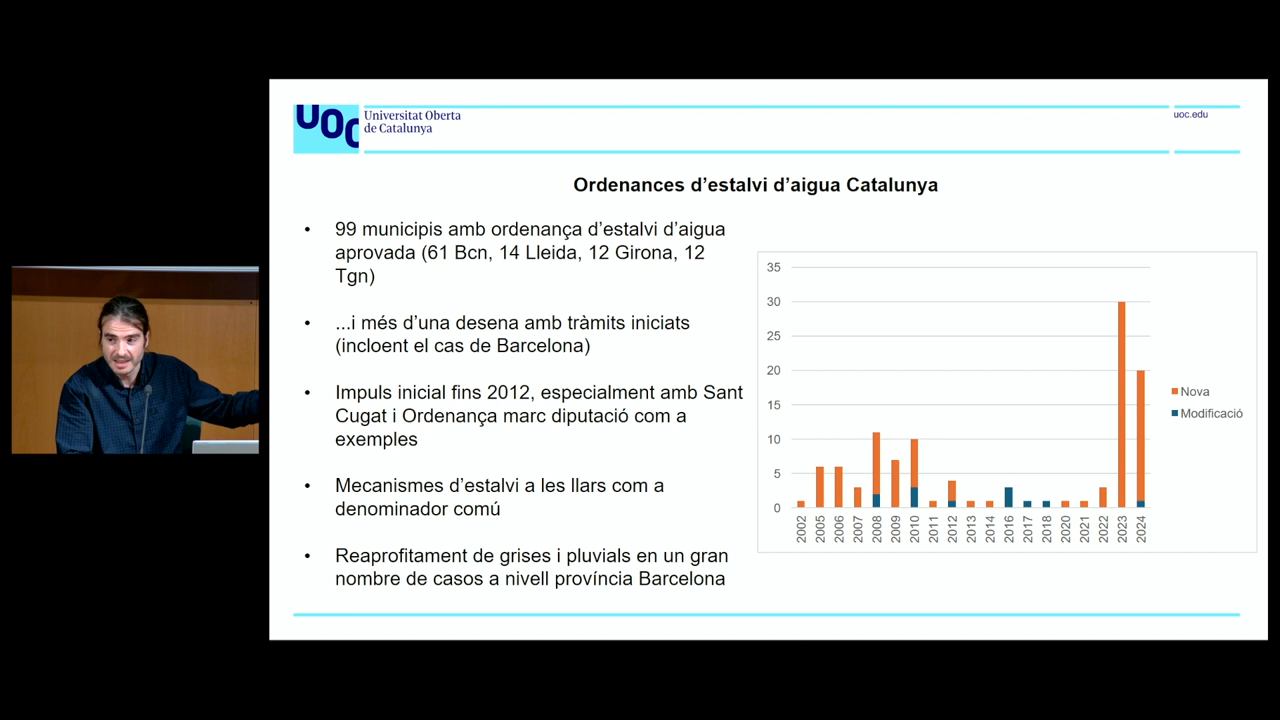 UOC
Universitat Oberta
de Catalunya
uoc.edu
Ordenances d'estalvi d'aigua Catalunya
• 99 municipis amb ordenança d'estalvi d'aigua
aprovada (61 Bcn, 14 Lleida, 12 Girona, 12
Tgn)
• ...i més d'una desena amb tràmits iniciats
(incloent el cas de Barcelona)
• Impuls inicial fins 2012, especialment amb Sant
Cugat i Ordenança marc diputació com a
exemples
• Mecanismes d'estalvi a les llars com a
denominador comú
• Reaprofitament de grises i pluvials en un gran
nombre de casos a nivell província Barcelona
35
30
25
20
15
10
5
0
2002 2005 2006 2007 2008 2009 2010 2011 2012 2013 2014 2016 2017 2018 2020 2021 2022 2023 2024
Nova
Modificació